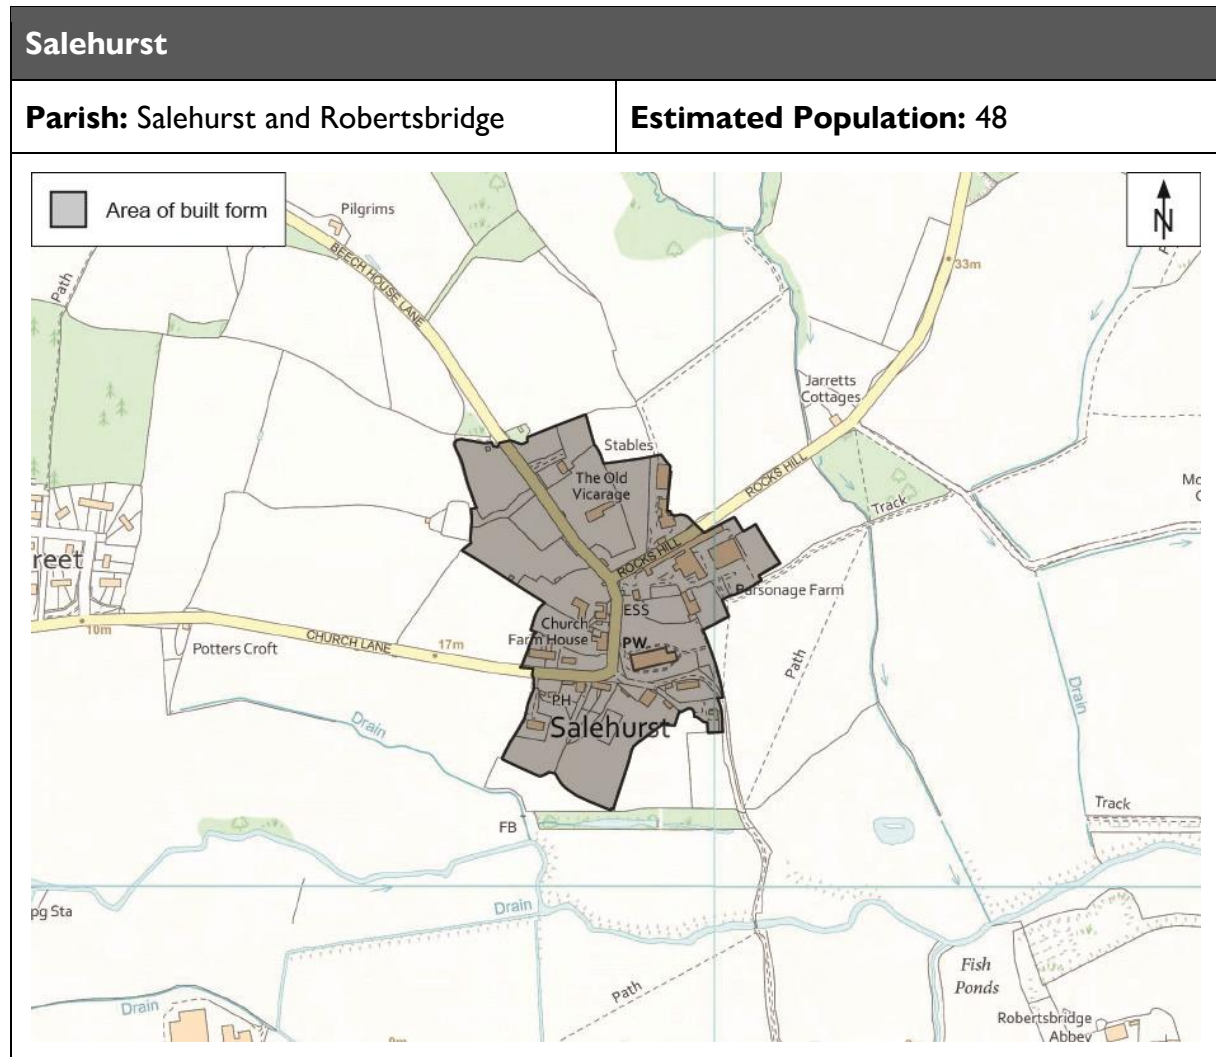 Salehurst
Parish: Salehurst and Robertsbridge
Estimated Population: 48
Area of built form
N
Pilgrims
Path
BEECH HOUSE LANE
33m
Jarretts
Cottages
Stables
The Old
Vicarage
ROCKS HILL
Track
reet
ROCKS HILL
Parsonage Farm
ESS
Church
Farm House
PW
10m
CHURCH LANE
17m
Potters Croft
Path
Drain
Drain
PH
Salehurst
Track
FB
pg Sta
Drain
Fish
Ponds
Path
Drain
Robertsbridge
Abbey